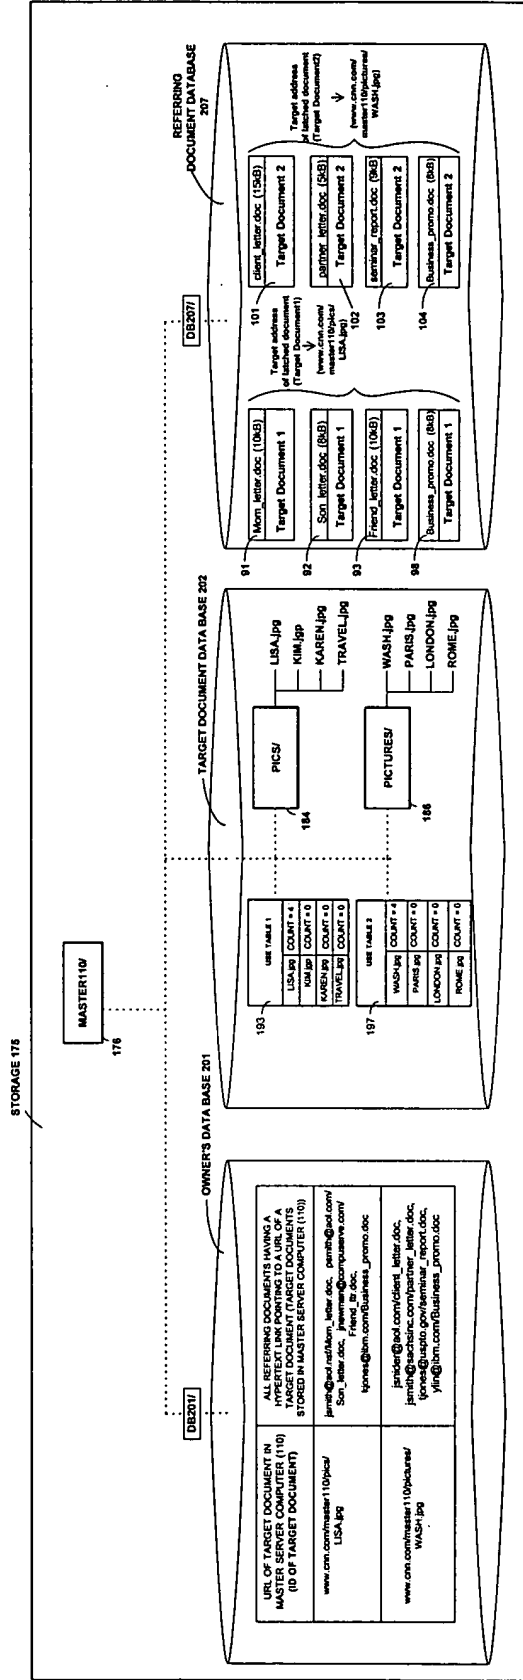 STORAGE 175
MASTER110/
176
DB201/
OWNER'S DATA BASE 201
URL OF TARGET DOCUMENT IN
MASTER SERVER COMPUTER (110)
(ID OF TARGET DOCUMENT)
ALL REFERRING DOCUMENTS HAVING A
HYPERTEXT LINK POINTING TO A URL OF A
TARGET DOCUMENT (TARGET DOCUMENTS
STORED IN MASTER SERVER COMPUTER (110))
www.cnn.com/master110/pics/
LISA.jpg
jsmith@aol.net/Mom_letter.doc, psmith@aol.com/
Son_letter.doc, jnewman@compuserve.com/
Friend_ltr.doc,
tjones@ibm.com/Business_promo.doc
www.cnn.com/master110/pictures/
WASH.jpg
jsnider@aol.com/client_letter.doc,
jsmith@sachsinc.com/partner_letter.doc,
tjones@uspto.gov/seminar_report.doc,
ylin@ibm.com/Business_promo.doc
TARGET DOCUMENT DATA BASE 202
USE TABLE 1
LISA.jpg COUNT = 4
KIM.jgp COUNT = 0
KAREN.jpg COUNT = 0
TRAVEL.jpg COUNT = 0
193
PICS/
184
LISA.jpg
KIM.jgp
KAREN.jpg
TRAVEL.jpg
USE TABLE 2
WASH.jpg COUNT = 4
PARIS.jpg COUNT = 0
LONDON.jpg COUNT = 0
ROME.jpg COUNT = 0
197
PICTURES/
186
WASH.jpg
PARIS.jpg
LONDON.jpg
ROME.jpg
DB207/
REFERRING
DOCUMENT DATABASE
207
91
Mom_letter.doc (10kB)
Target Document 1
92
Son_letter.doc (6kB)
Target Document 1
93
Friend_letter.doc (10kB)
Target Document 1
98
Business_promo.doc (8kB)
Target Document 1
Target address
of latched document
(Target Document1)
(www.cnn.com/
master110/pics/
LISA.jpg)
101
client_letter.doc (15kB)
Target Document 2
102
partner_letter.doc (5kB)
Target Document 2
103
seminar_report.doc (9kB)
Target Document 2
104
Business_promo.doc (8kB)
Target Document 2
Target address
of latched document
(Target Document2)
(www.cnn.com/
master110/pictures/
WASH.jpg)